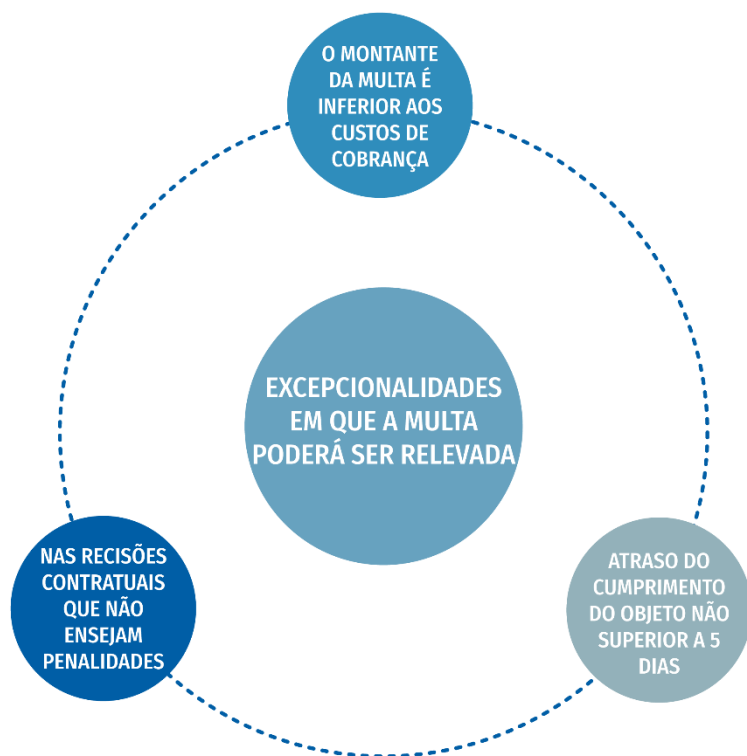 O MONTANTE
DA MULTA É
INFERIOR AOS
CUSTOS DE
COBRANÇA
EXCEPCIONALIDADES
EM QUE A MULTA
PODERÁ SER RELEVADA
NAS RECISÕES
CONTRATUAIS
QUE NÃO
ENSEJAM
PENALIDADES
ATRASO DO
CUMPRIMENTO
DO OBJETO NÃO
SUPERIOR A 5
DIAS